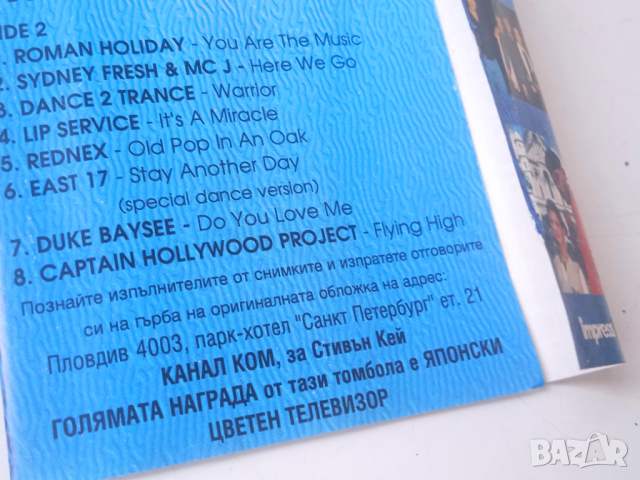 IDE 2
1. ROMAN HOLIDAY - You Are The Music
2. SYDNEY FRESH & MC J - Here We Go
3. DANCE 2 TRANCE - Warrior
4. LIP SERVICE - It's A Miracle
5. REDNEX - Old Pop In An Oak
6. EAST 17 - Stay Another Day
(special dance version)
7. DUKE BAYSEE - Do You Love Me
8. CAPTAIN HOLLYWOOD PROJECT - Flying High
Познайте изпълнителите от снимките и изпратете отговорите
си на гърба на оригиналната обложка на адрес:
Пловдив 4003, парк-хотел "Санкт Петербург" ет. 21
КАНАЛ КОМ, за Стивън Кей
ГОЛЯМАТА НАГРАДА от тази томбола е ЯПОНСКИ
ЦВЕТЕН ТЕЛЕВИЗОР
impress
BAZAR.bg